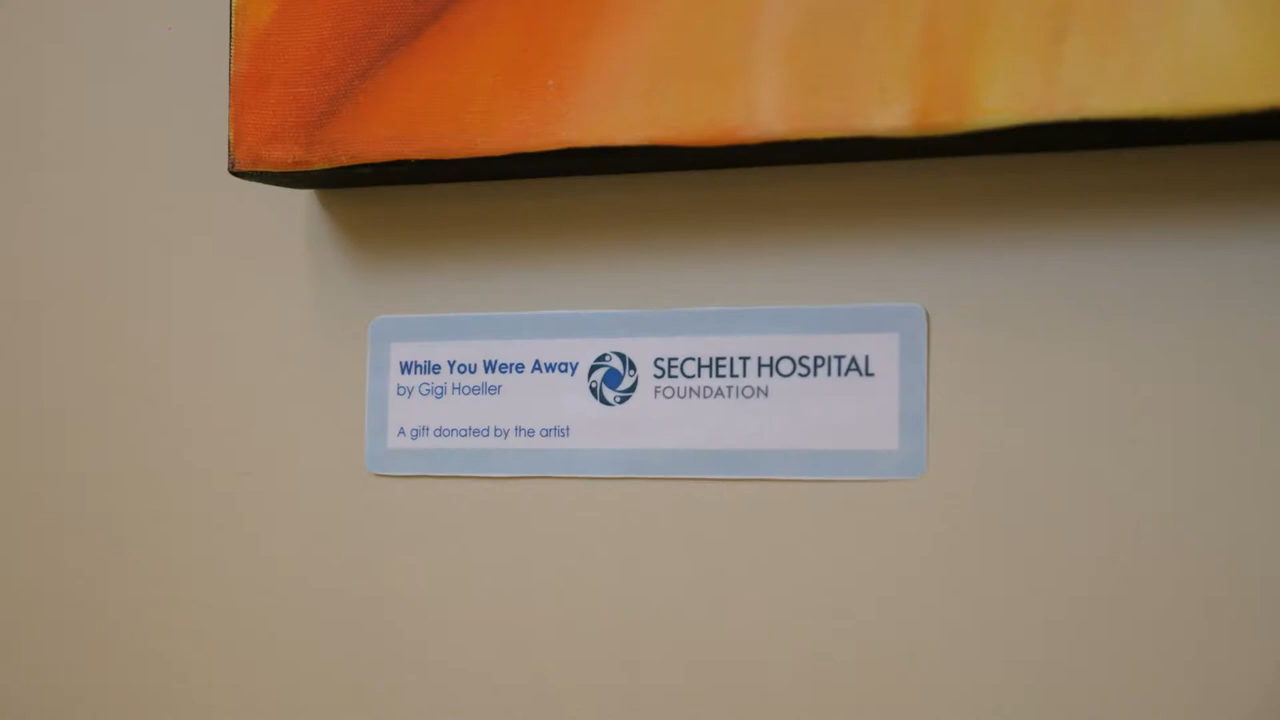 While You Were Away
by Gigi Hoeller
A gift donated by the artist
SECHELT HOSPITAL
FOUNDATION